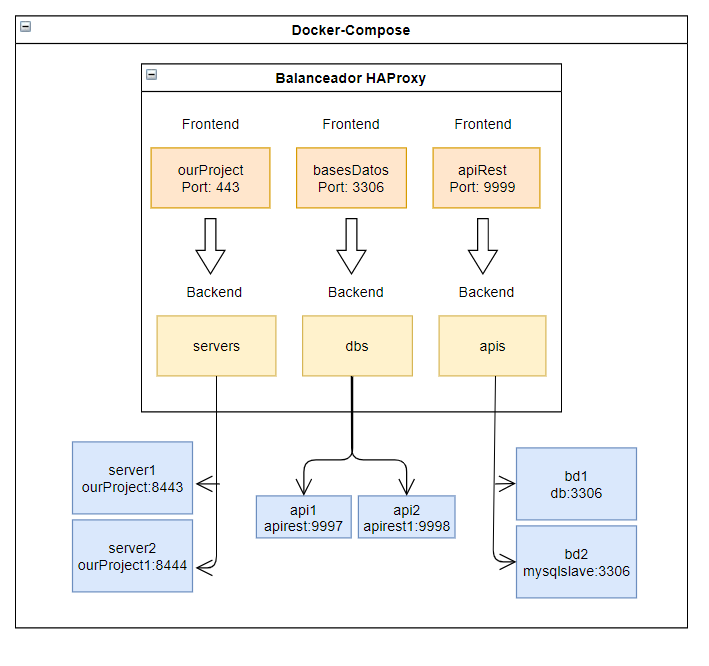 Docker-Compose
Balanceador HAProxy
Frontend
Frontend
Frontend
ourProject
Port: 443
basesDatos
Port: 3306
apiRest
Port: 9999
Backend
Backend
Backend
servers
dbs
apis
server1
ourProject:8443
server2
ourProject1:8444
api1
apirest:9997
api2
apirest1:9998
bd1
db:3306
bd2
mysqlslave:3306